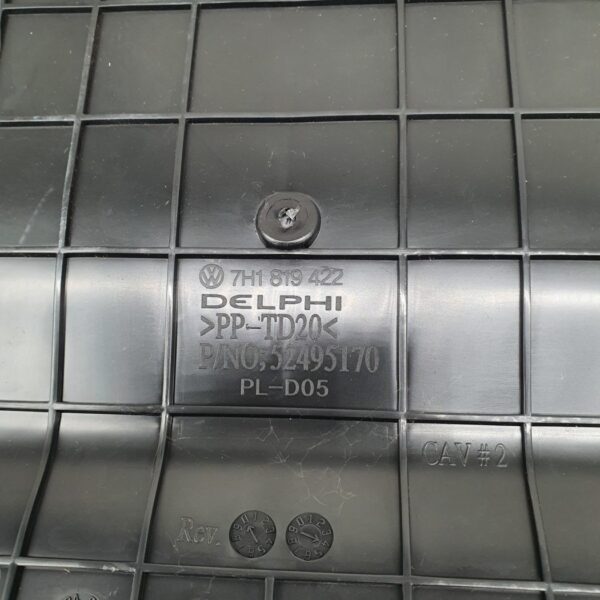 7H1 819 422
DELPHI
>PP-TD20<
P/NO;52495170
PL-D05
CAV #2
Rev.